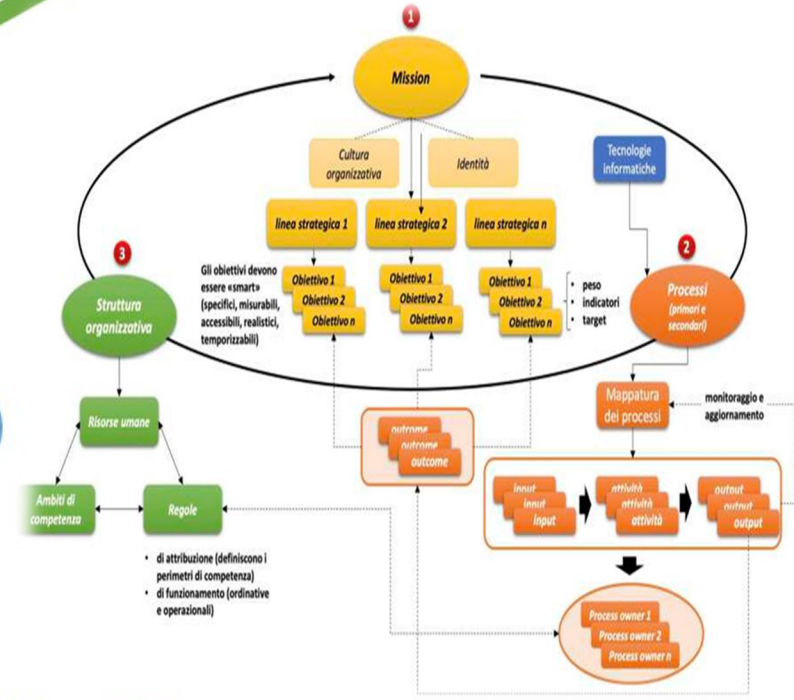 1
Mission
Cultura
organizzativa
Identità
Tecnologie
informatiche
linea strategica 1
linea strategica 2
linea strategica n
2
3
Gli obiettivi devono
essere «smart»
(specifici, misurabili,
accessibili, realistici,
temporizzabili)
Obiettivo 1
Obiettivo 2
Obiettivo n
Obiettivo 1
Obiettivo 2
Obiettivo n
Obiettivo 1
Obiettivo 2
Obiettivo n
• peso
• indicatori
• target
Processi
(primari e
secondari)
Struttura
organizzativa
Mappatura
dei processi
monitoraggio e
aggiornamento
Risorse umane
outcome
outcome
outcome
Ambiti di
competenza
Regole
input
input
input
attività
attività
attività
output
output
output
• di attribuzione (definiscono i
perimetri di competenza)
• di funzionamento (ordinative
e operazionali)
Process owner 1
Process owner 2
Process owner n